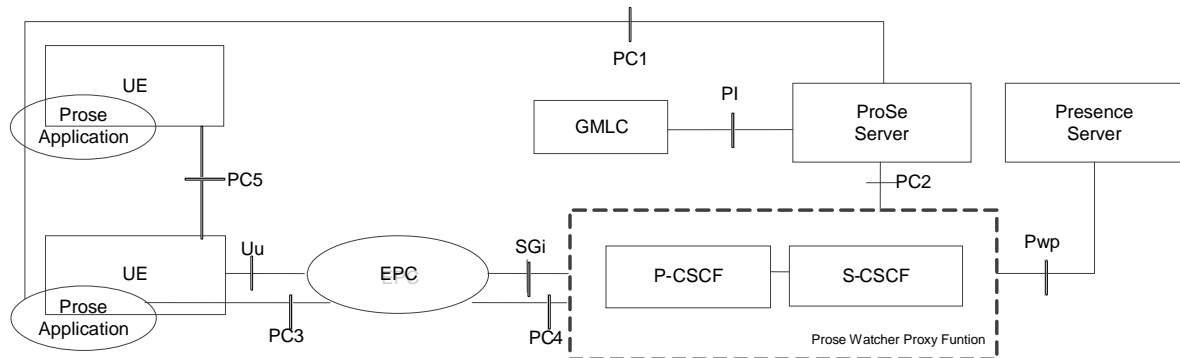 PC1
UE
Prose
Application
PI
GMLC
ProSe
Server
Presence
Server
PC5
PC2
Uu
SGi
Pwp
UE
EPC
P-CSCF
S-CSCF
Prose
Application
PC3
PC4
Prose Watcher Proxy Funtion